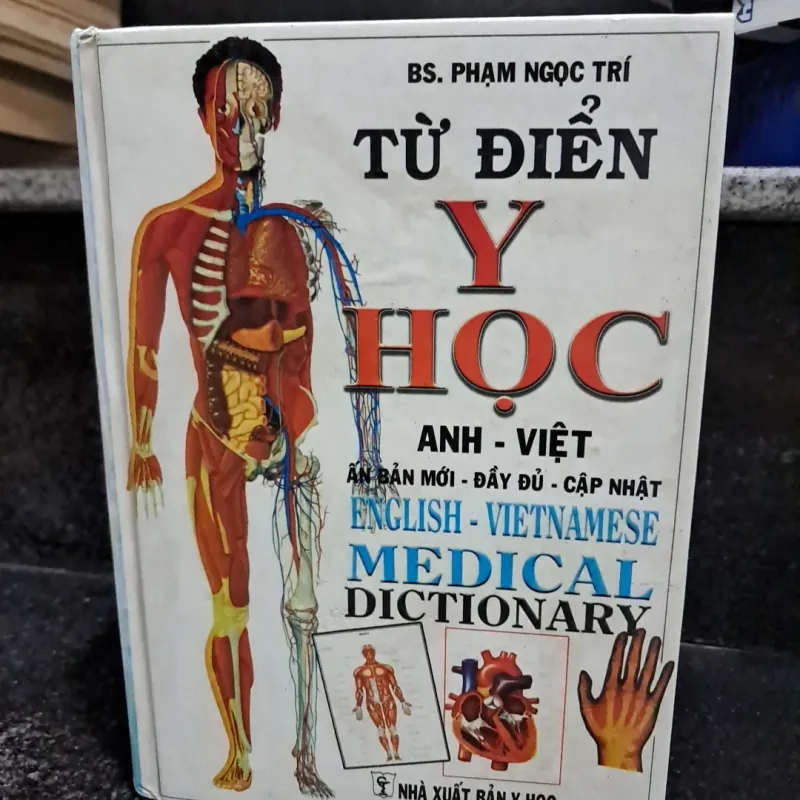 BS. PHẠM NGỌC TRÍ
TỪ ĐIỂN
Y
HỌC
ANH - VIỆT
ẤN BẢN MỚI - ĐẦY ĐỦ - CẬP NHẬT
ENGLISH - VIETNAMESE
MEDICAL
DICTIONARY
NHÀ XUẤT BẢN Y HỌC